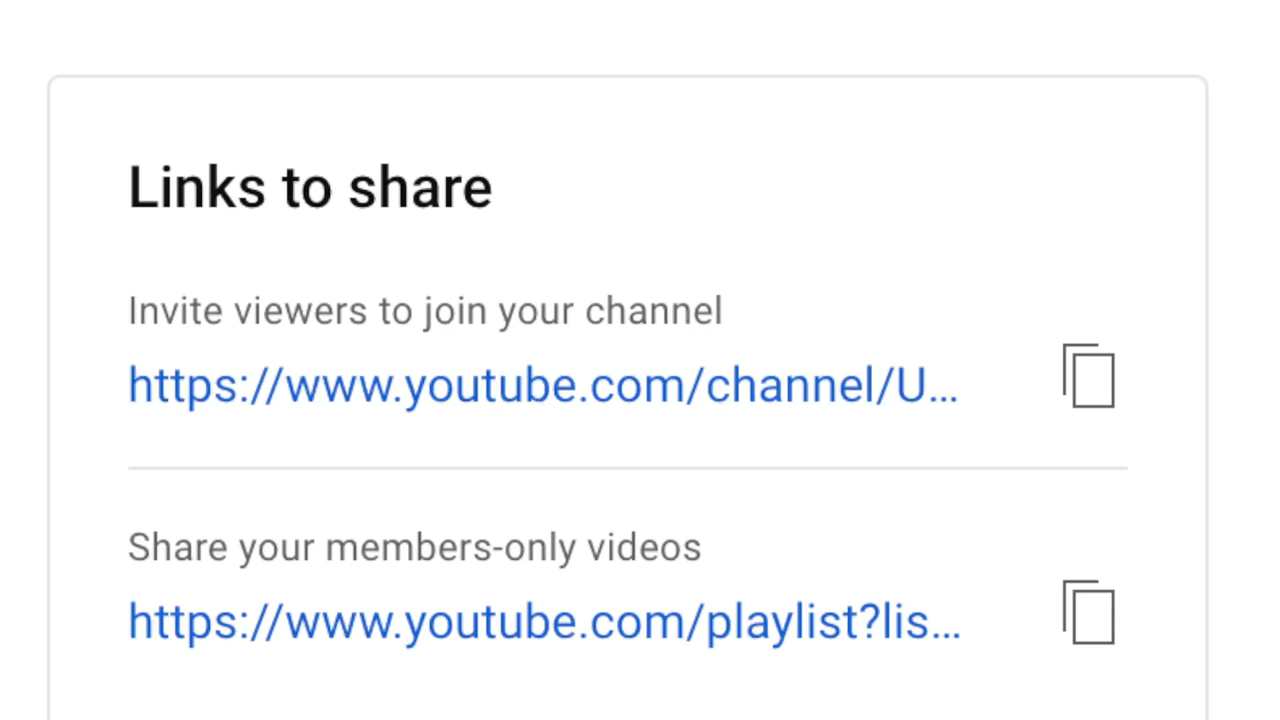 Links to share
Invite viewers to join your channel
https://www.youtube.com/channel/U...
Share your members-only videos
https://www.youtube.com/playlist?lis...